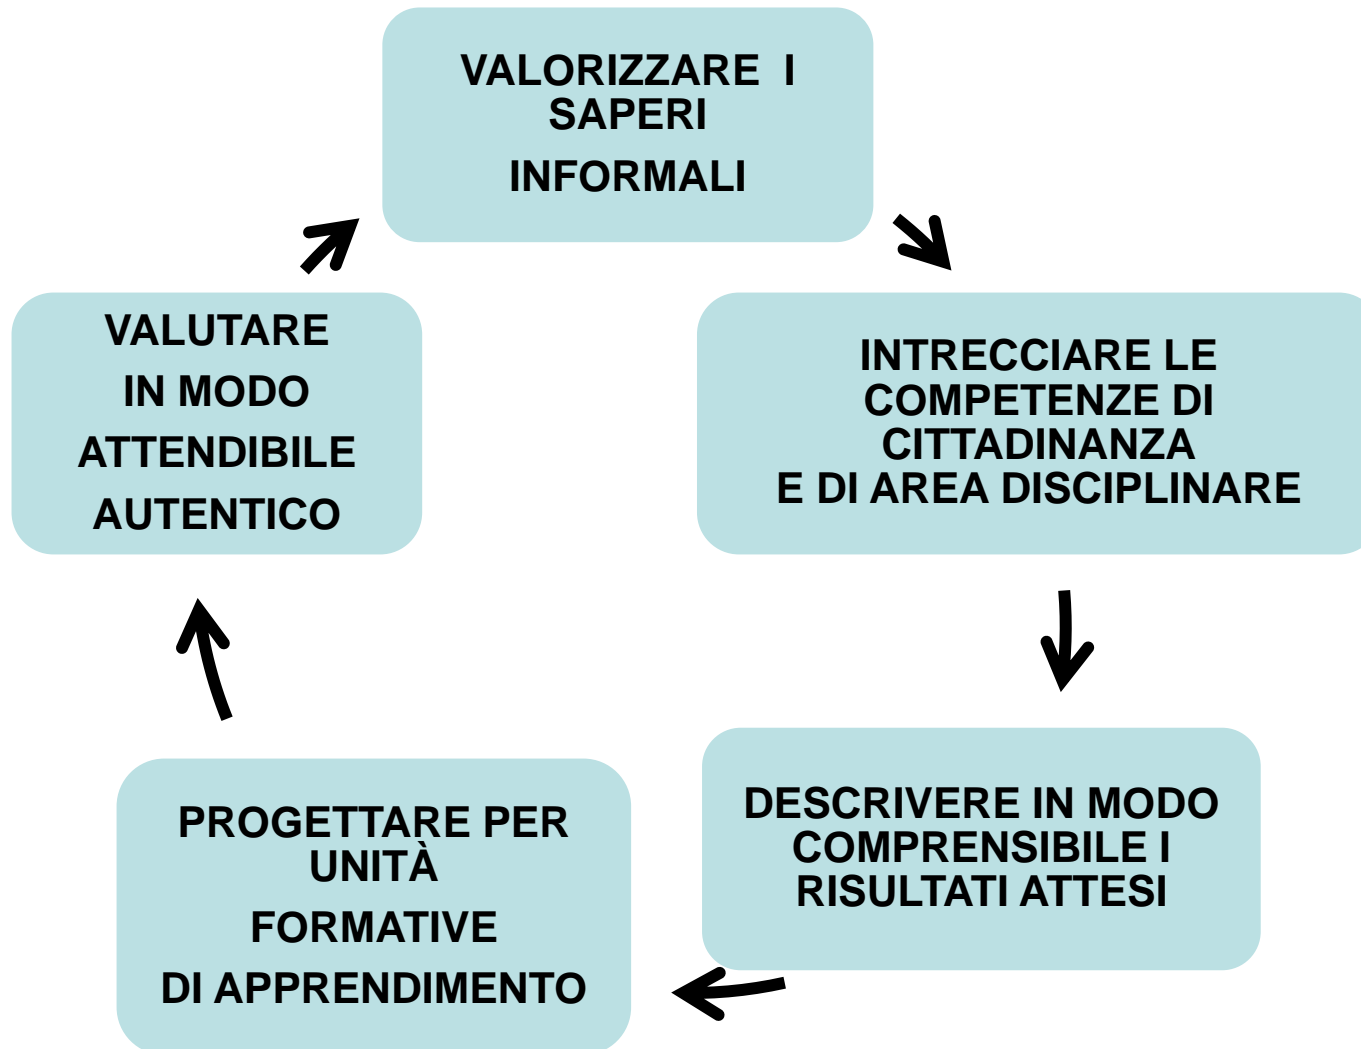 VALORIZZARE I
SAPERI
INFORMALI
INTRECCIARE LE
COMPETENZE DI
CITTADINANZA
E DI AREA DISCIPLINARE
DESCRIVERE IN MODO
COMPRENSIBILE I
RISULTATI ATTESI
PROGETTARE PER
UNITÀ
FORMATIVE
DI APPRENDIMENTO
VALUTARE
IN MODO
ATTENDIBILE
AUTENTICO